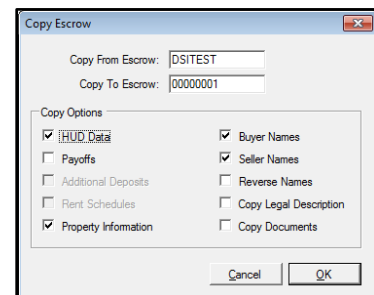 Copy Escrow
Copy From Escrow: DSITEST
Copy To Escrow: 00000001
Copy Options
HUD Data
Buyer Names
Payoffs
Seller Names
Additional Deposits
Reverse Names
Rent Schedules
Copy Legal Description
Property Information
Copy Documents
Cancel
OK